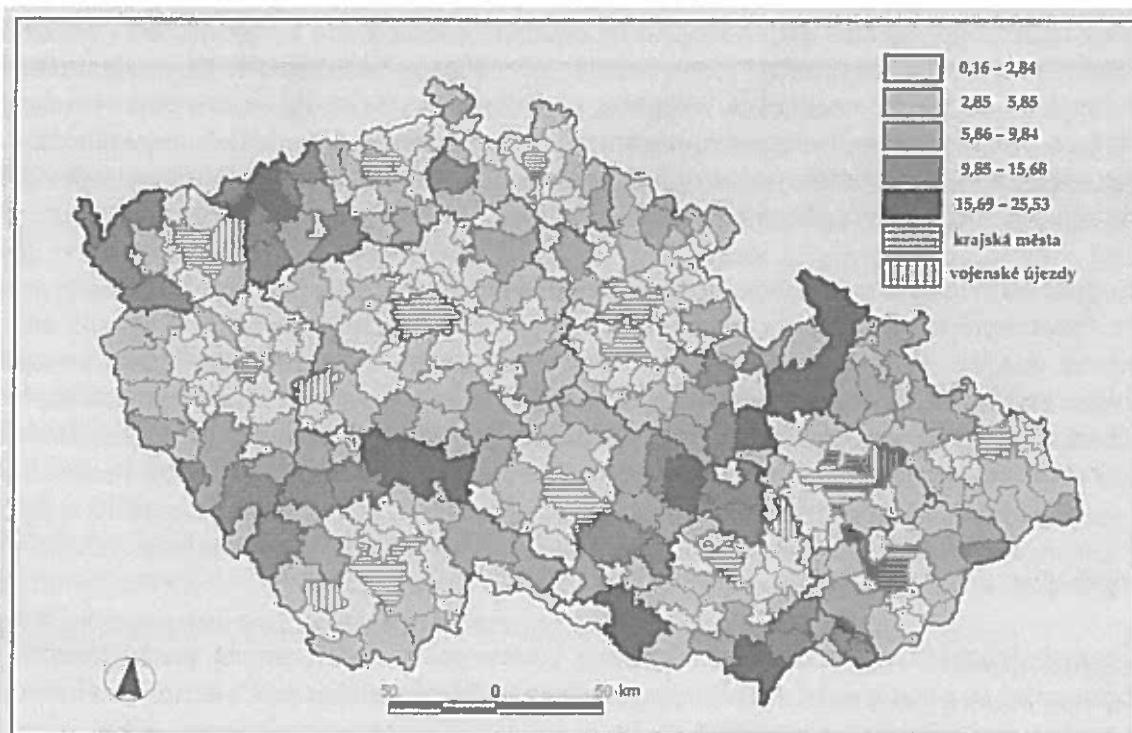 0,16 – 2,84
2,85 3,85
5,86 – 9,84
9,85 – 15,68
15,69 – 25,53
krajská města
vojenské újezdy
50 0 50 km